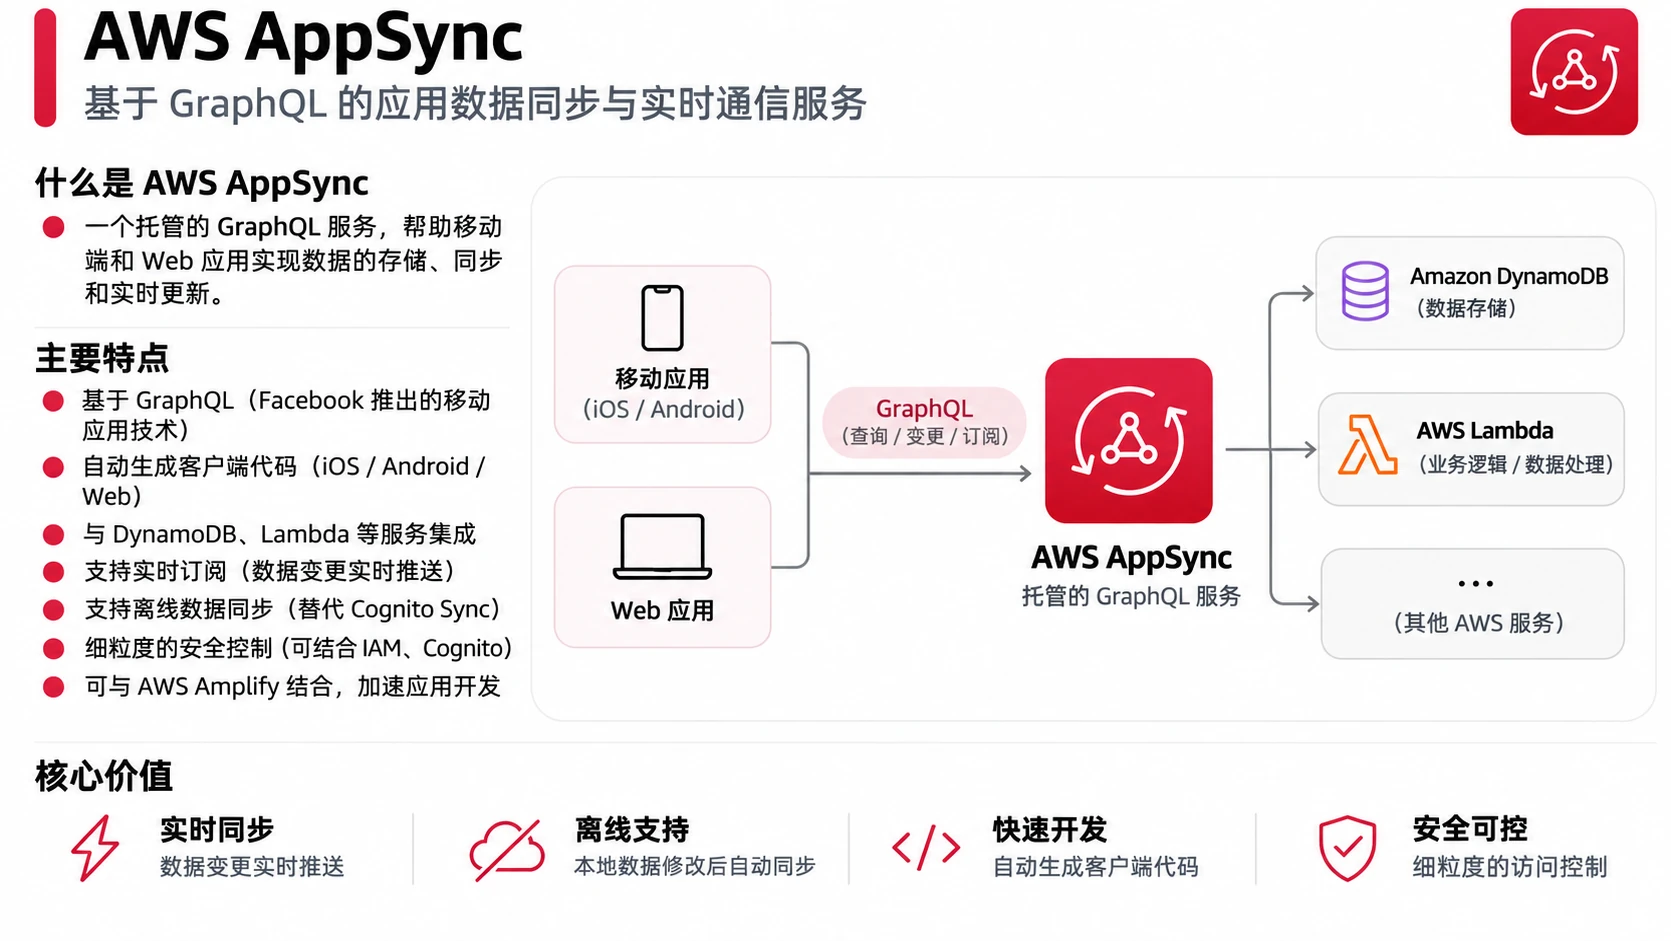 AWS AppSync
基于 GraphQL 的应用数据同步与实时通信服务
什么是 AWS AppSync
一个托管的 GraphQL 服务，帮助移动
端和 Web 应用实现数据的存储、同步
和实时更新。
主要特点
基于 GraphQL（Facebook 推出的移动
应用技术）
自动生成客户端代码（iOS / Android /
Web）
与 DynamoDB、Lambda 等服务集成
支持实时订阅（数据变更实时推送）
支持离线数据同步（替代 Cognito Sync）
细粒度的安全控制 (可结合 IAM、Cognito)
可与 AWS Amplify 结合，加速应用开发
移动应用
（iOS / Android）
Web 应用
GraphQL
(查询 / 变更 / 订阅)
AWS AppSync
托管的 GraphQL 服务
Amazon DynamoDB
（数据存储）
AWS Lambda
（业务逻辑 / 数据处理）
...
（其他 AWS 服务）
核心价值
实时同步
数据变更实时推送
离线支持
本地数据修改后自动同步
快速开发
自动生成客户端代码
安全可控
细粒度的访问控制